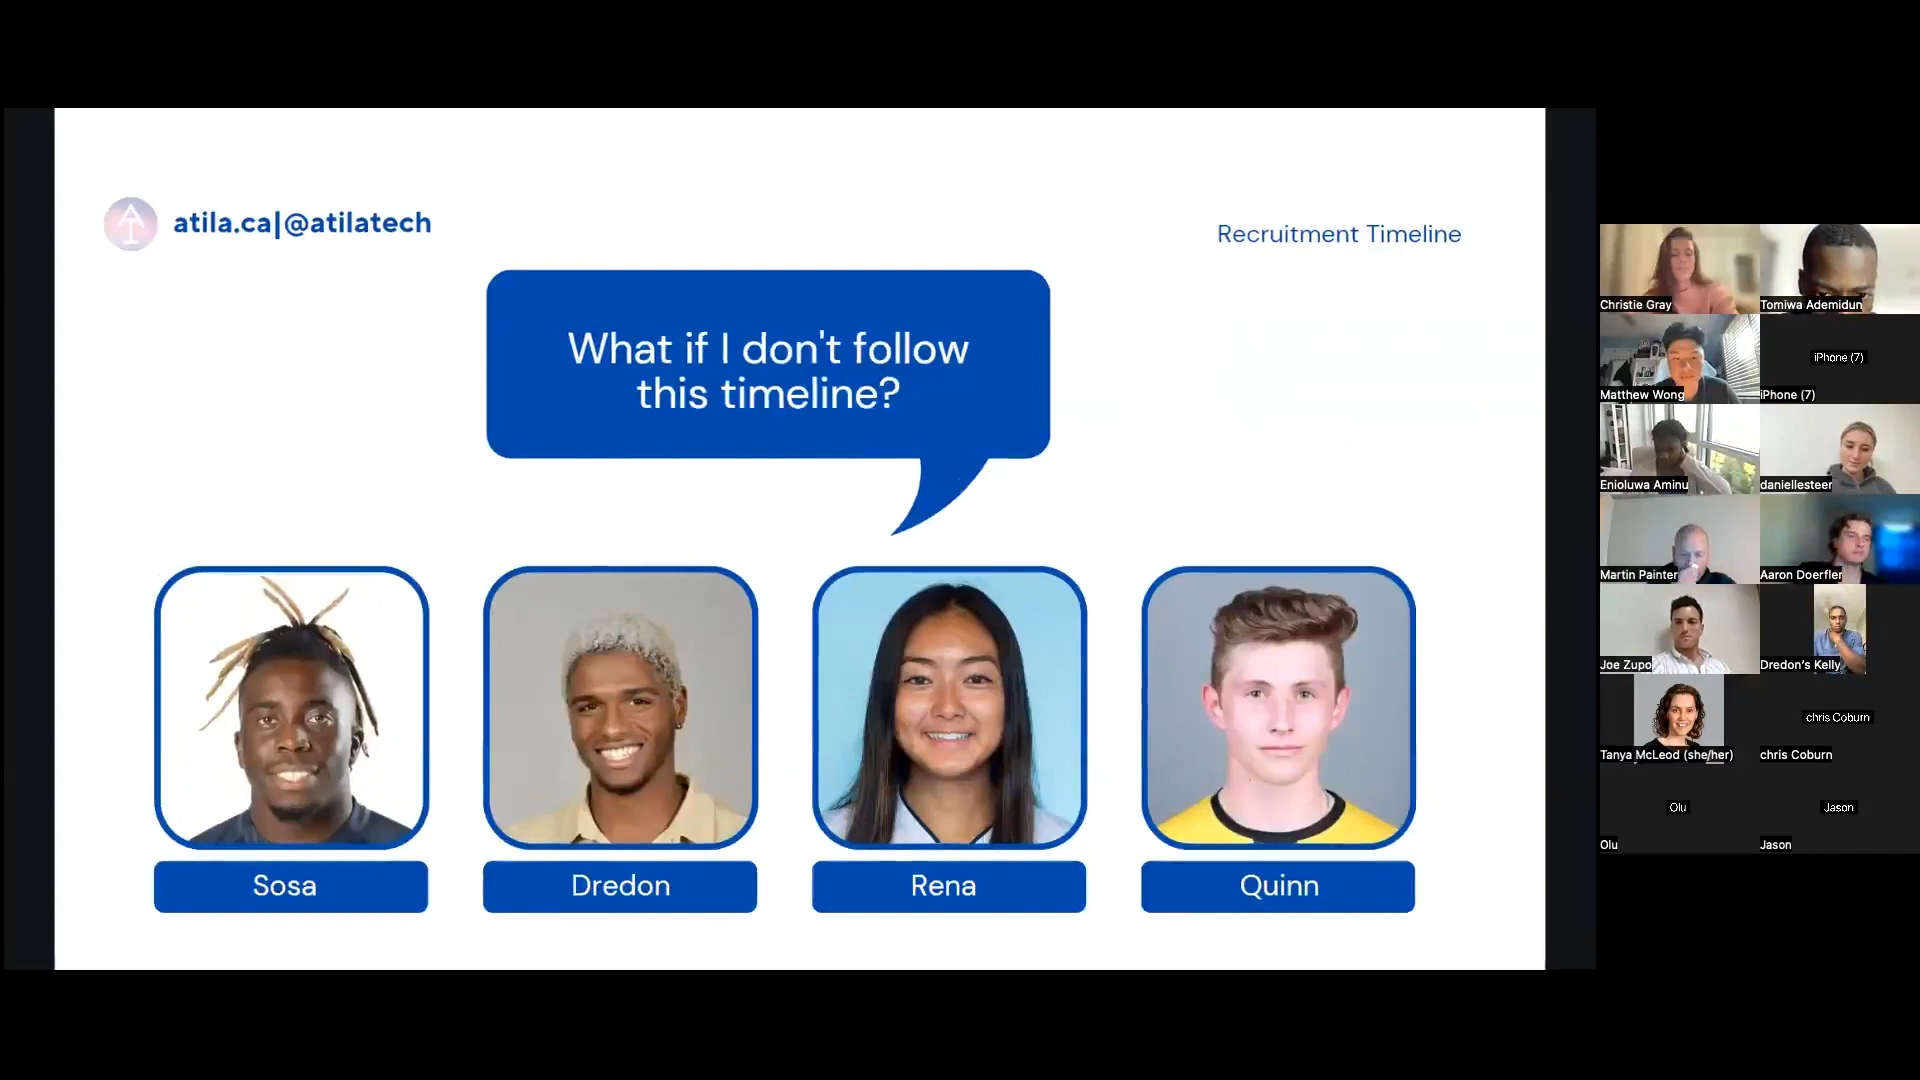 atila.ca|@atilatech
Recruitment Timeline
What if I don't follow
this timeline?
Sosa
Dredon
Rena
Quinn
Christie Gray
Tomiwa Ademidun
Matthew Wong
iPhone (7)
iPhone (7)
Enioluwa Aminu
daniellesteer
Martin Painter
Aaron Doerfler
Joe Zupo
Dredon's Kelly
Tanya McLeod (she/her)
chris Coburn
chris Coburn
Olu
Olu
Jason
Jason